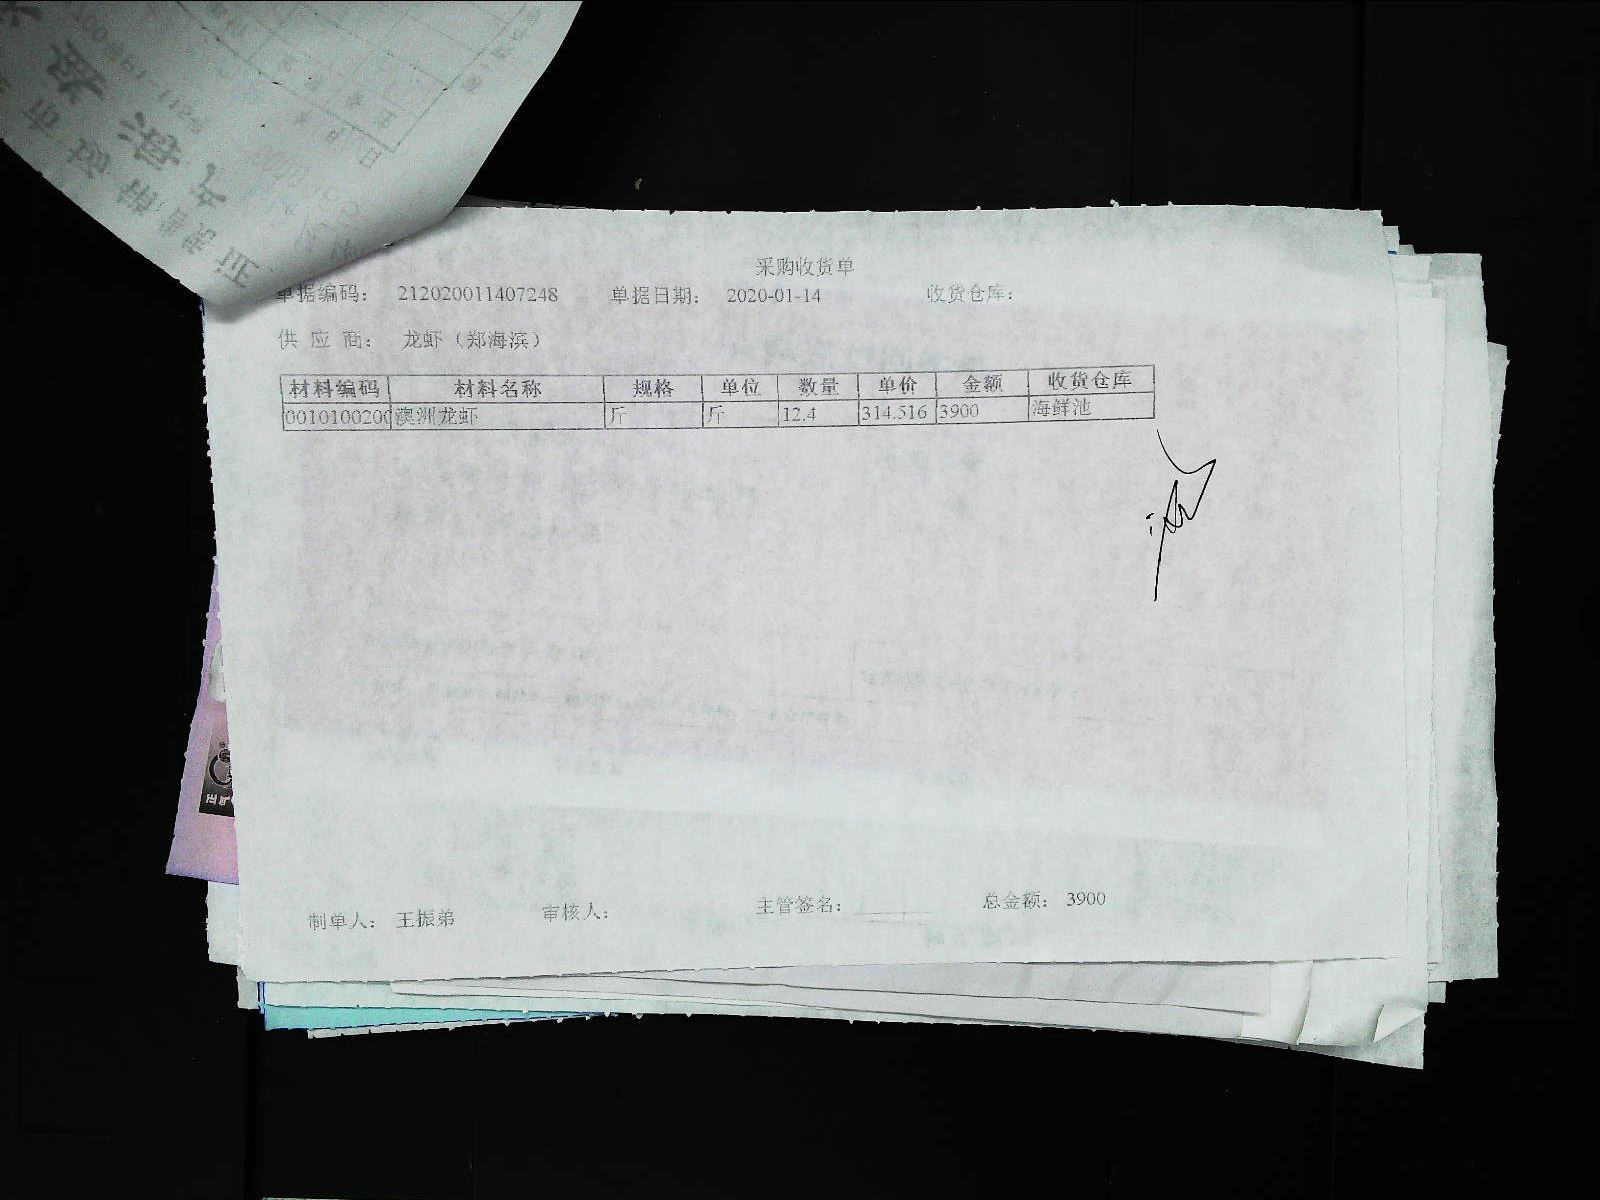 采购收货单
单据编码： 212020011407248 单据日期： 2020-01-14 收货仓库：
供 应 商： 龙虾（郑海滨）
材料编码 材料名称 规格 单位 数量 单价 金额 收货仓库
0010100200 澳洲龙虾 斤 斤 12.4 314.516 3900 海鲜池
制单人： 王振弟 审核人： 主管签名： 总金额： 3900